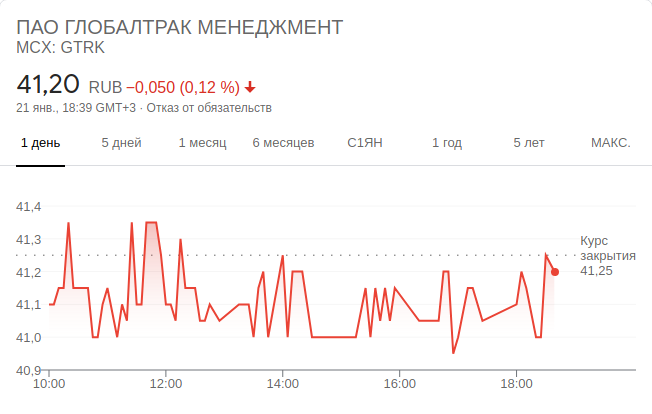 ПАО ГЛОБАЛТРАК МЕНЕДЖМЕНТ
MCX: GTRK
41,20 RUB −0,050 (0,12 %)
21 янв., 18:39 GMT+3 · Отказ от обязательств
1 день 5 дней 1 месяц 6 месяцев С1ЯН 1 год 5 лет МАКС.
41,4
41,3
41,2
41,1
41,0
40,9
Курс
закрытия
41,25
10:00 12:00 14:00 16:00 18:00